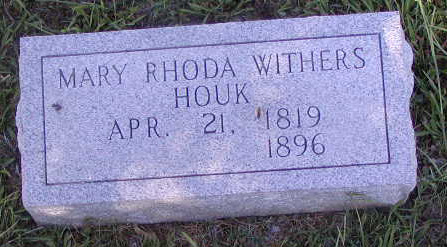 MARY RHODA WITHERS
HOUK
APR. 21, 1819
1896